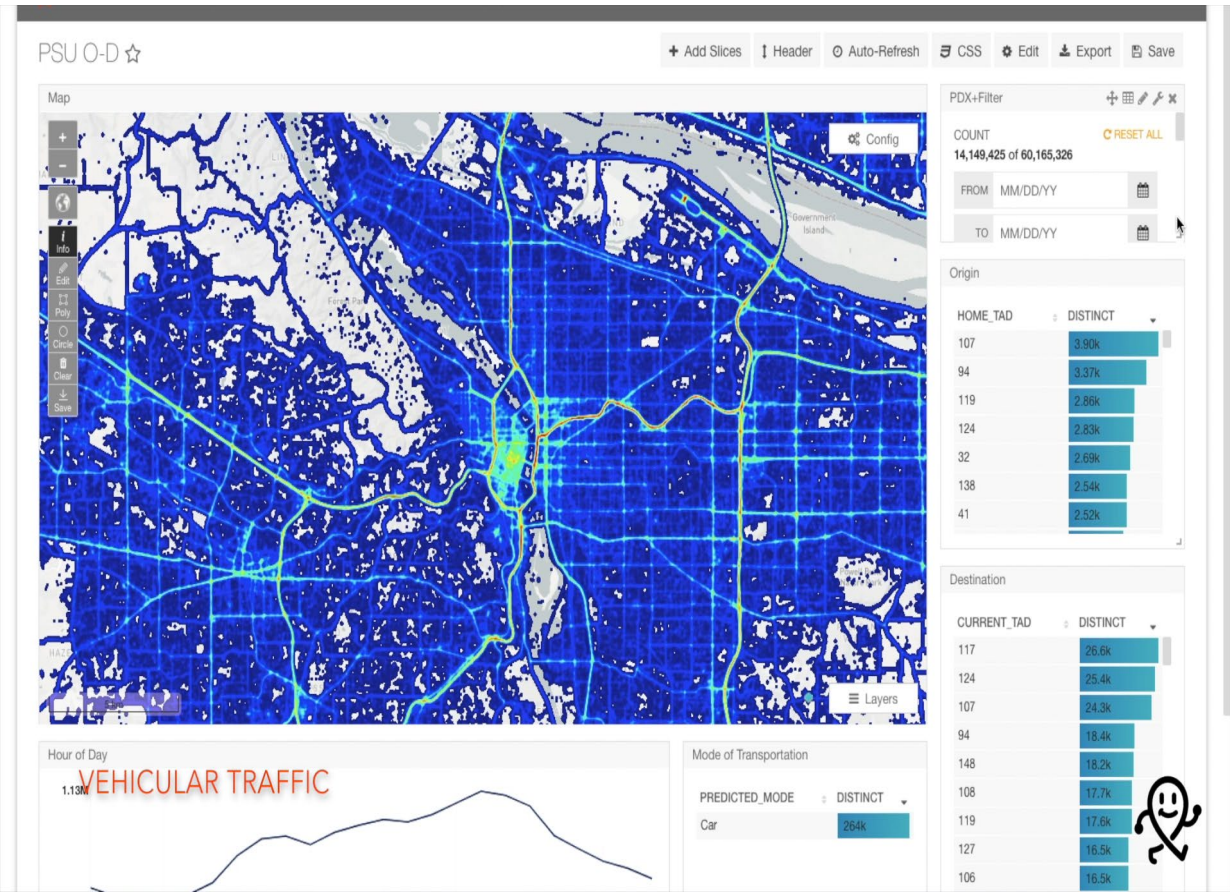 PSU O-D
Add Slices
Header
Auto-Refresh
CSS
Edit
Export
Save
Map
Config
Government
Island
Info
Edit
Poly
Circle
Clear
Save
Layers
PDX+Filter
COUNT
RESET ALL
14,149,425 of 60,165,326
FROM MM/DD/YY
TO MM/DD/YY
Origin
HOME_TAD DISTINCT
107 3.90k
94 3.37k
119 2.86k
124 2.83k
32 2.69k
138 2.54k
41 2.52k
Destination
CURRENT_TAD DISTINCT
117 26.6k
124 25.4k
107 24.3k
94 18.4k
148 18.2k
108 17.7k
119 17.6k
127 16.5k
106 16.5k
Hour of Day
1.13M
VEHICULAR TRAFFIC
Mode of Transportation
PREDICTED_MODE DISTINCT
Car 264k